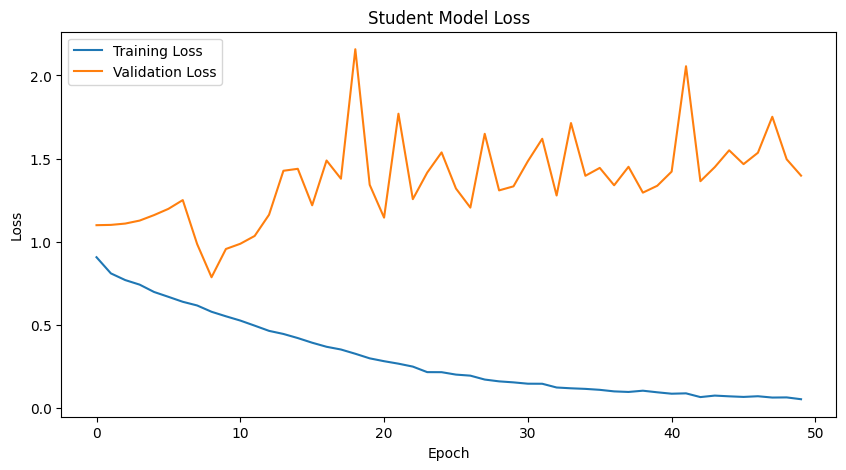 Student Model Loss
Training Loss
Validation Loss
Loss
2.0
1.5
1.0
0.5
0.0
0 10 20 30 40 50
Epoch